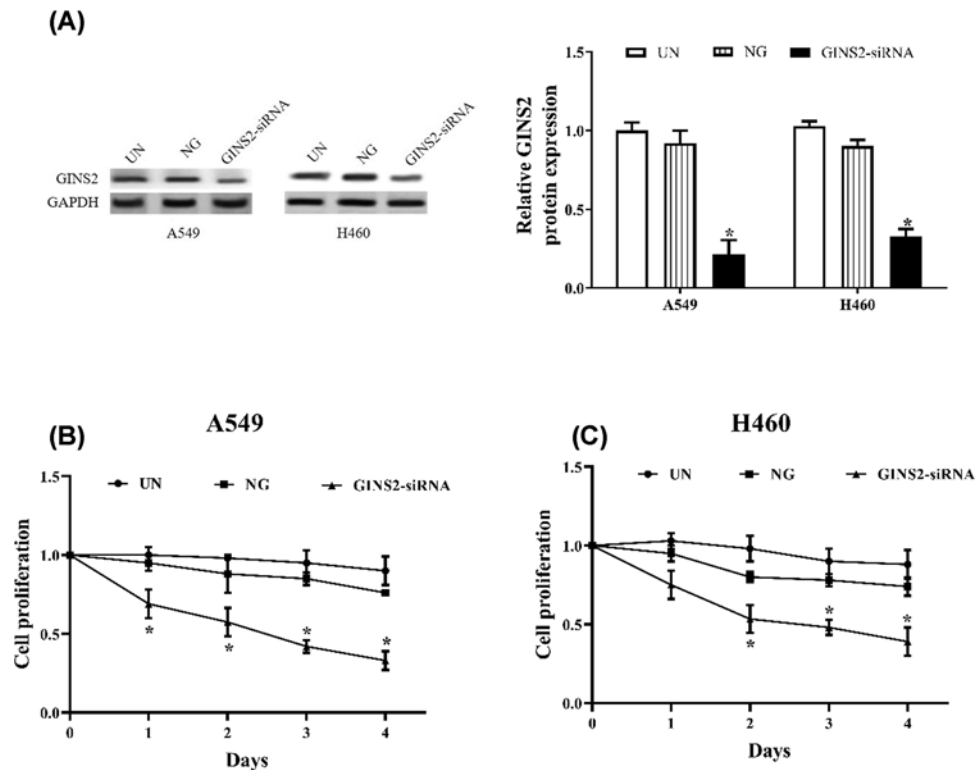 (A)
UN NG GINS2-siRNA UN NG GINS2-siRNA
GINS2
GAPDH
A549 H460
UN NG GINS2-siRNA
Relative GINS2
protein expression
1.5
1.0
0.5
0.0
A549 H460
*
*
(B) A549
UN NG GINS2-siRNA
Cell proliferation
1.5
1.0
0.5
0.0
* * * *
0 1 2 3 4
Days
(C) H460
UN NG GINS2-siRNA
Cell proliferation
1.5
1.0
0.5
0.0
* * *
0 1 2 3 4
Days